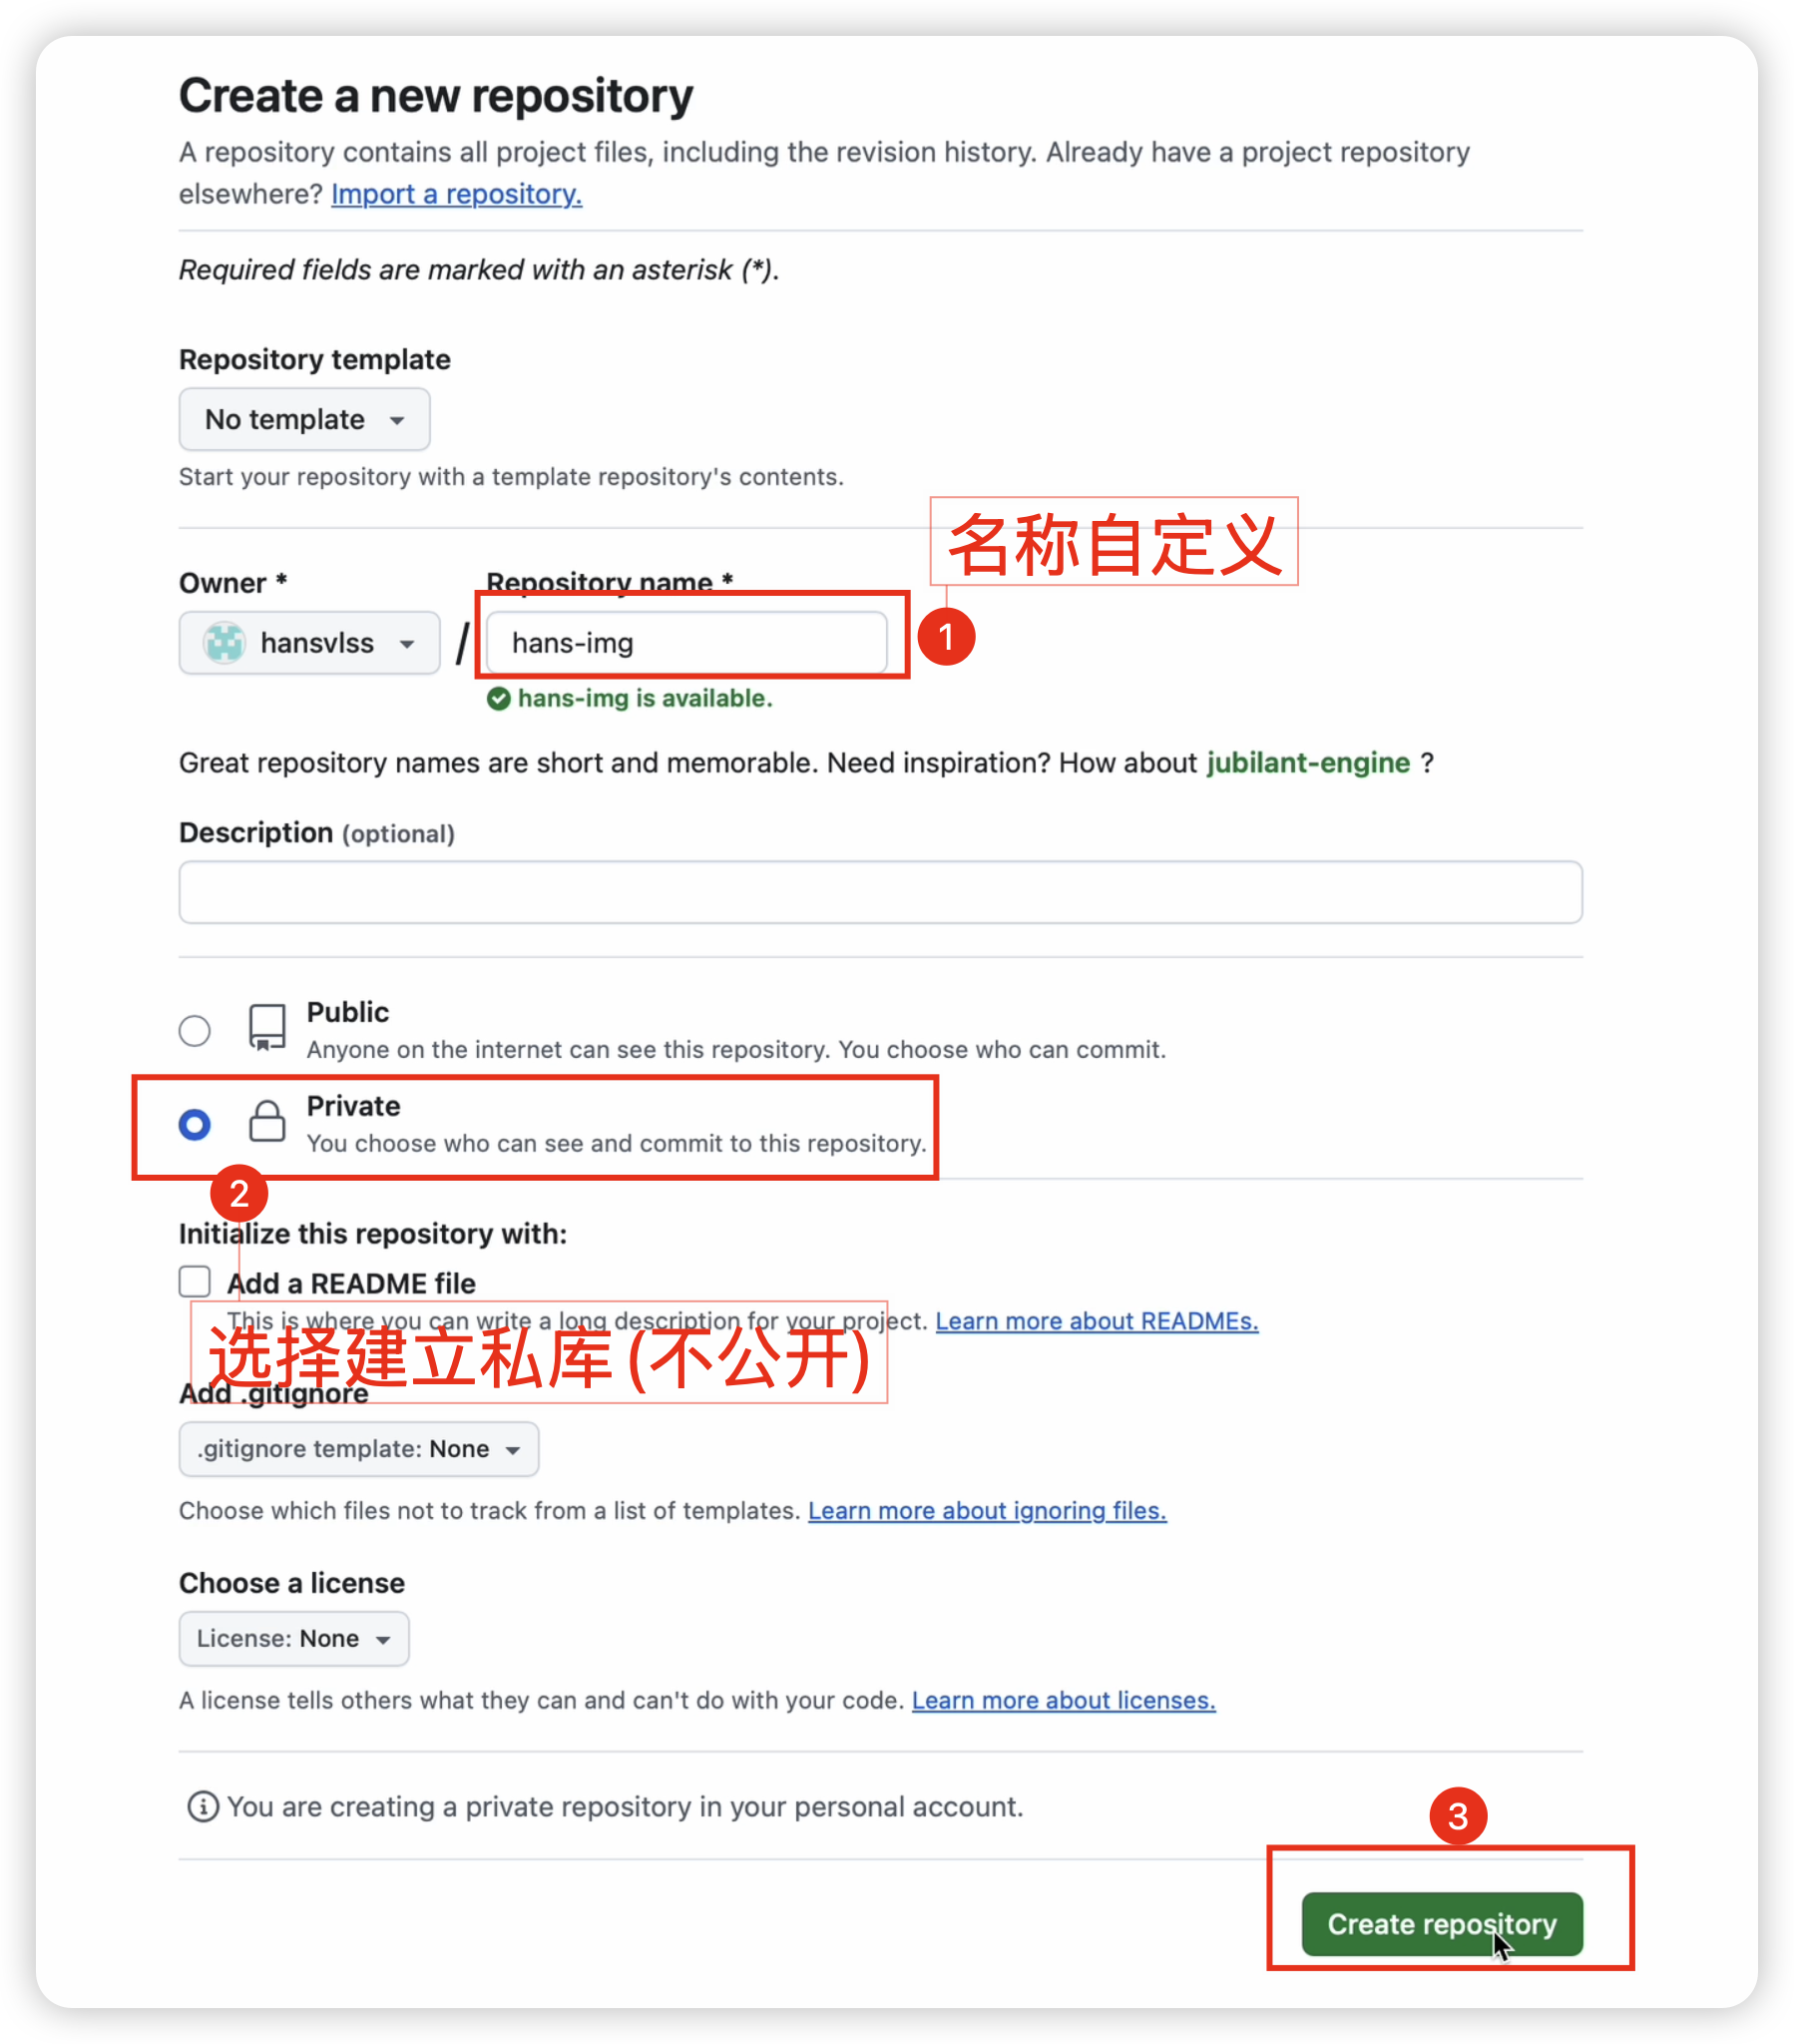 Create a new repository
A repository contains all project files, including the revision history. Already have a project repository
elsewhere? Import a repository.
Required fields are marked with an asterisk (*).
Repository template
No template
Start your repository with a template repository's contents.
名称自定义
Owner *
Repository name *
hansvlss
/
hans-img
1
hans-img is available.
Great repository names are short and memorable. Need inspiration? How about jubilant-engine ?
Description (optional)
Public
Anyone on the internet can see this repository. You choose who can commit.
Private
You choose who can see and commit to this repository.
2
Initialize this repository with:
Add a README file
This is where you can write a long description for your project. Learn more about READMEs.
选择建立私库(不公开)
Add .gitignore
.gitignore template: None
Choose which files not to track from a list of templates. Learn more about ignoring files.
Choose a license
License: None
A license tells others what they can and can't do with your code. Learn more about licenses.
You are creating a private repository in your personal account.
3
Create repository